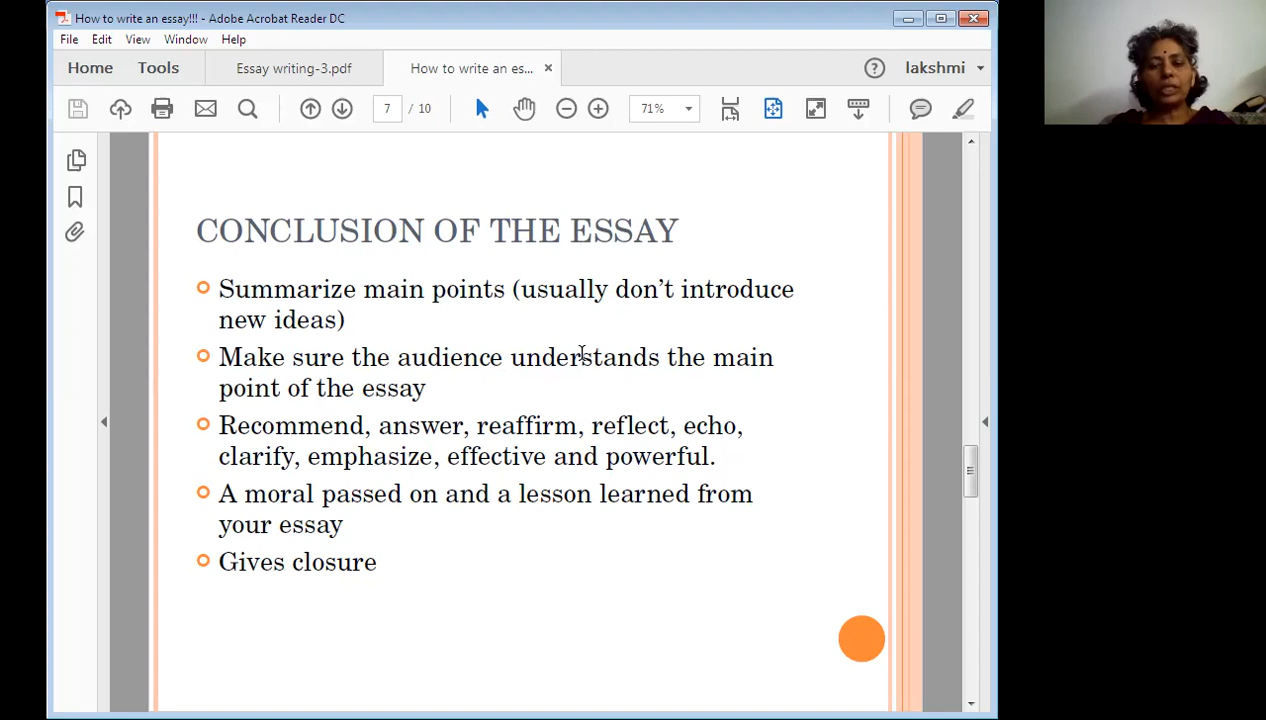 How to write an essay!!! - Adobe Acrobat Reader DC
File Edit View Window Help
Home Tools Essay writing-3.pdf How to write an es... lakshmi
7 / 10 71%
CONCLUSION OF THE ESSAY
Summarize main points (usually don’t introduce
new ideas)
Make sure the audience understands the main
point of the essay
Recommend, answer, reaffirm, reflect, echo,
clarify, emphasize, effective and powerful.
A moral passed on and a lesson learned from
your essay
Gives closure